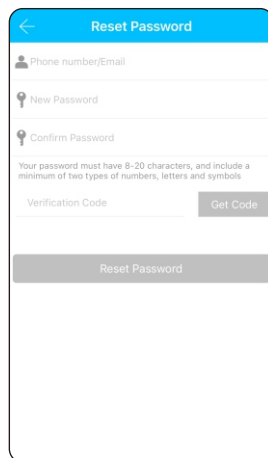 Reset Password
Phone number/Email
New Password
Confirm Password
Your password must have 8-20 characters, and include a
minimum of two types of numbers, letters and symbols
Verification Code
Get Code
Reset Password